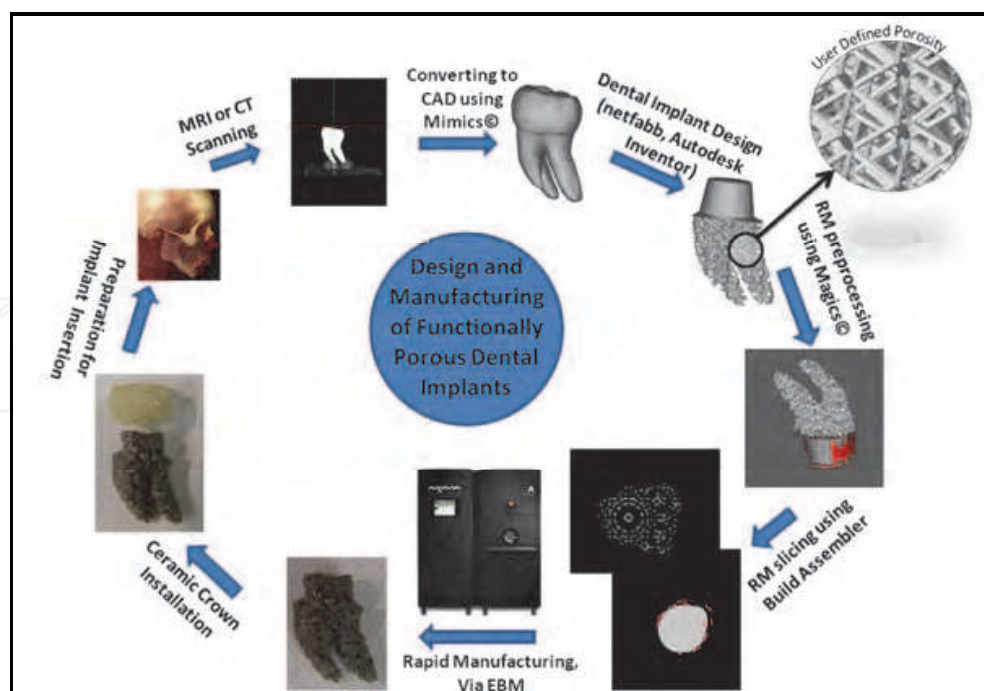 MRI or CT
Scanning
Converting to
CAD using
Mimics©
Dental Implant Design
(netfabb, Autodesk
Inventor)
User Defined Porosity
RM preprocessing
using Magics©
RM slicing using
Build Assembler
Rapid Manufacturing,
Via EBM
Ceramic Crown
Installation
Preparation for
Implant Insertion
Design and
Manufacturing
of Functionally
Porous Dental
Implants